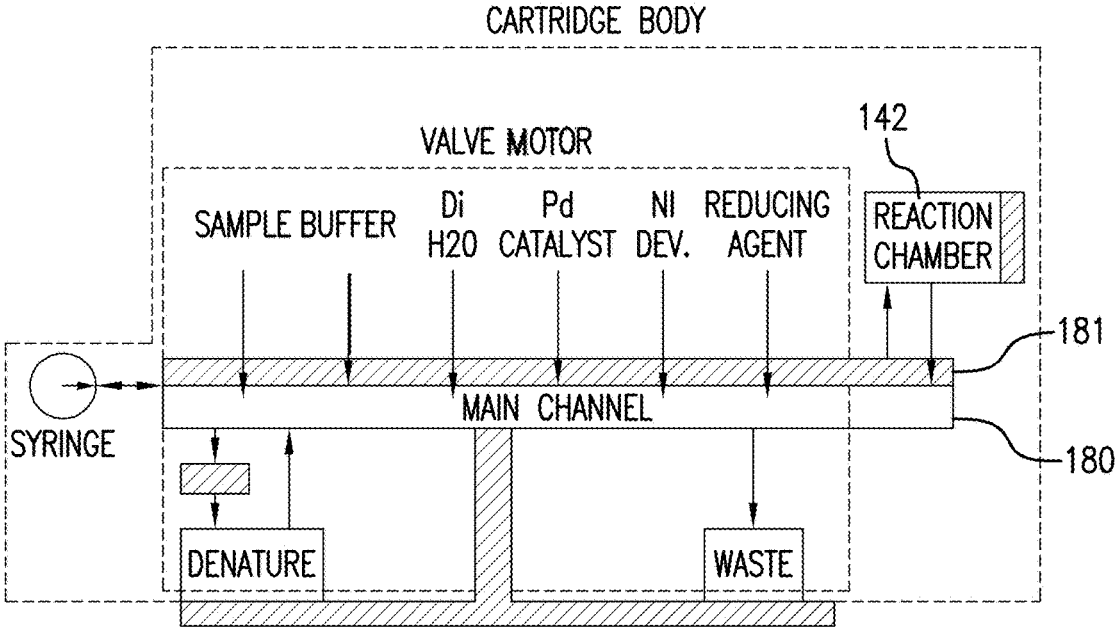 CARTRIDGE BODY
VALVE MOTOR
142
SAMPLE BUFFER
Di
H2O
Pd
CATALYST
NI
DEV.
REDUCING
AGENT
REACTION
CHAMBER
181
MAIN CHANNEL
SYRINGE
180
DENATURE
WASTE